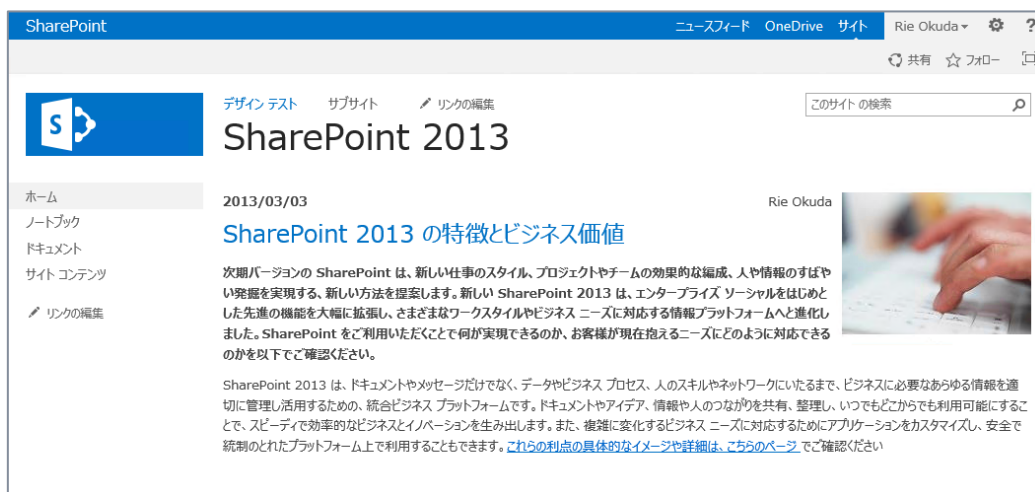 SharePoint ニュースフィード OneDrive サイト Rie Okuda ?
共有 フォロー
デザイン テスト サブサイト リンクの編集 このサイト の検索
S
SharePoint 2013
ホーム
ノートブック
ドキュメント
サイト コンテンツ
リンクの編集
2013/03/03 Rie Okuda
SharePoint 2013 の特徴とビジネス価値
次期バージョンの SharePoint は、新しい仕事のスタイル、プロジェクトやチームの効果的な編成、人や情報のすばや
い発掘を実現する、新しい方法を提案します。新しい SharePoint 2013 は、エンタープライズ ソーシャルをはじめと
した先進の機能を大幅に拡張し、さまざまなワークスタイルやビジネス ニーズに対応する情報プラットフォームへと進化し
ました。SharePoint をご利用いただくことで何が実現できるのか、お客様が現在抱えるニーズにどのように対応できる
のかを以下でご確認ください。
SharePoint 2013 は、ドキュメントやメッセージだけでなく、データやビジネス プロセス、人のスキルやネットワークにいたるまで、ビジネスに必要なあらゆる情報を適
切に管理し活用するための、統合ビジネス プラットフォームです。ドキュメントやアイデア、情報や人のつながりを共有、整理し、いつでもどこからでも利用可能にするこ
とで、スピーディで効率的なビジネスとイノベーションを生み出します。また、複雑に変化するビジネス ニーズに対応するためにアプリケーションをカスタマイズし、安全で
統制のとれたプラットフォーム上で利用することもできます。これらの利点の具体的なイメージや詳細は、こちらのページ でご確認ください